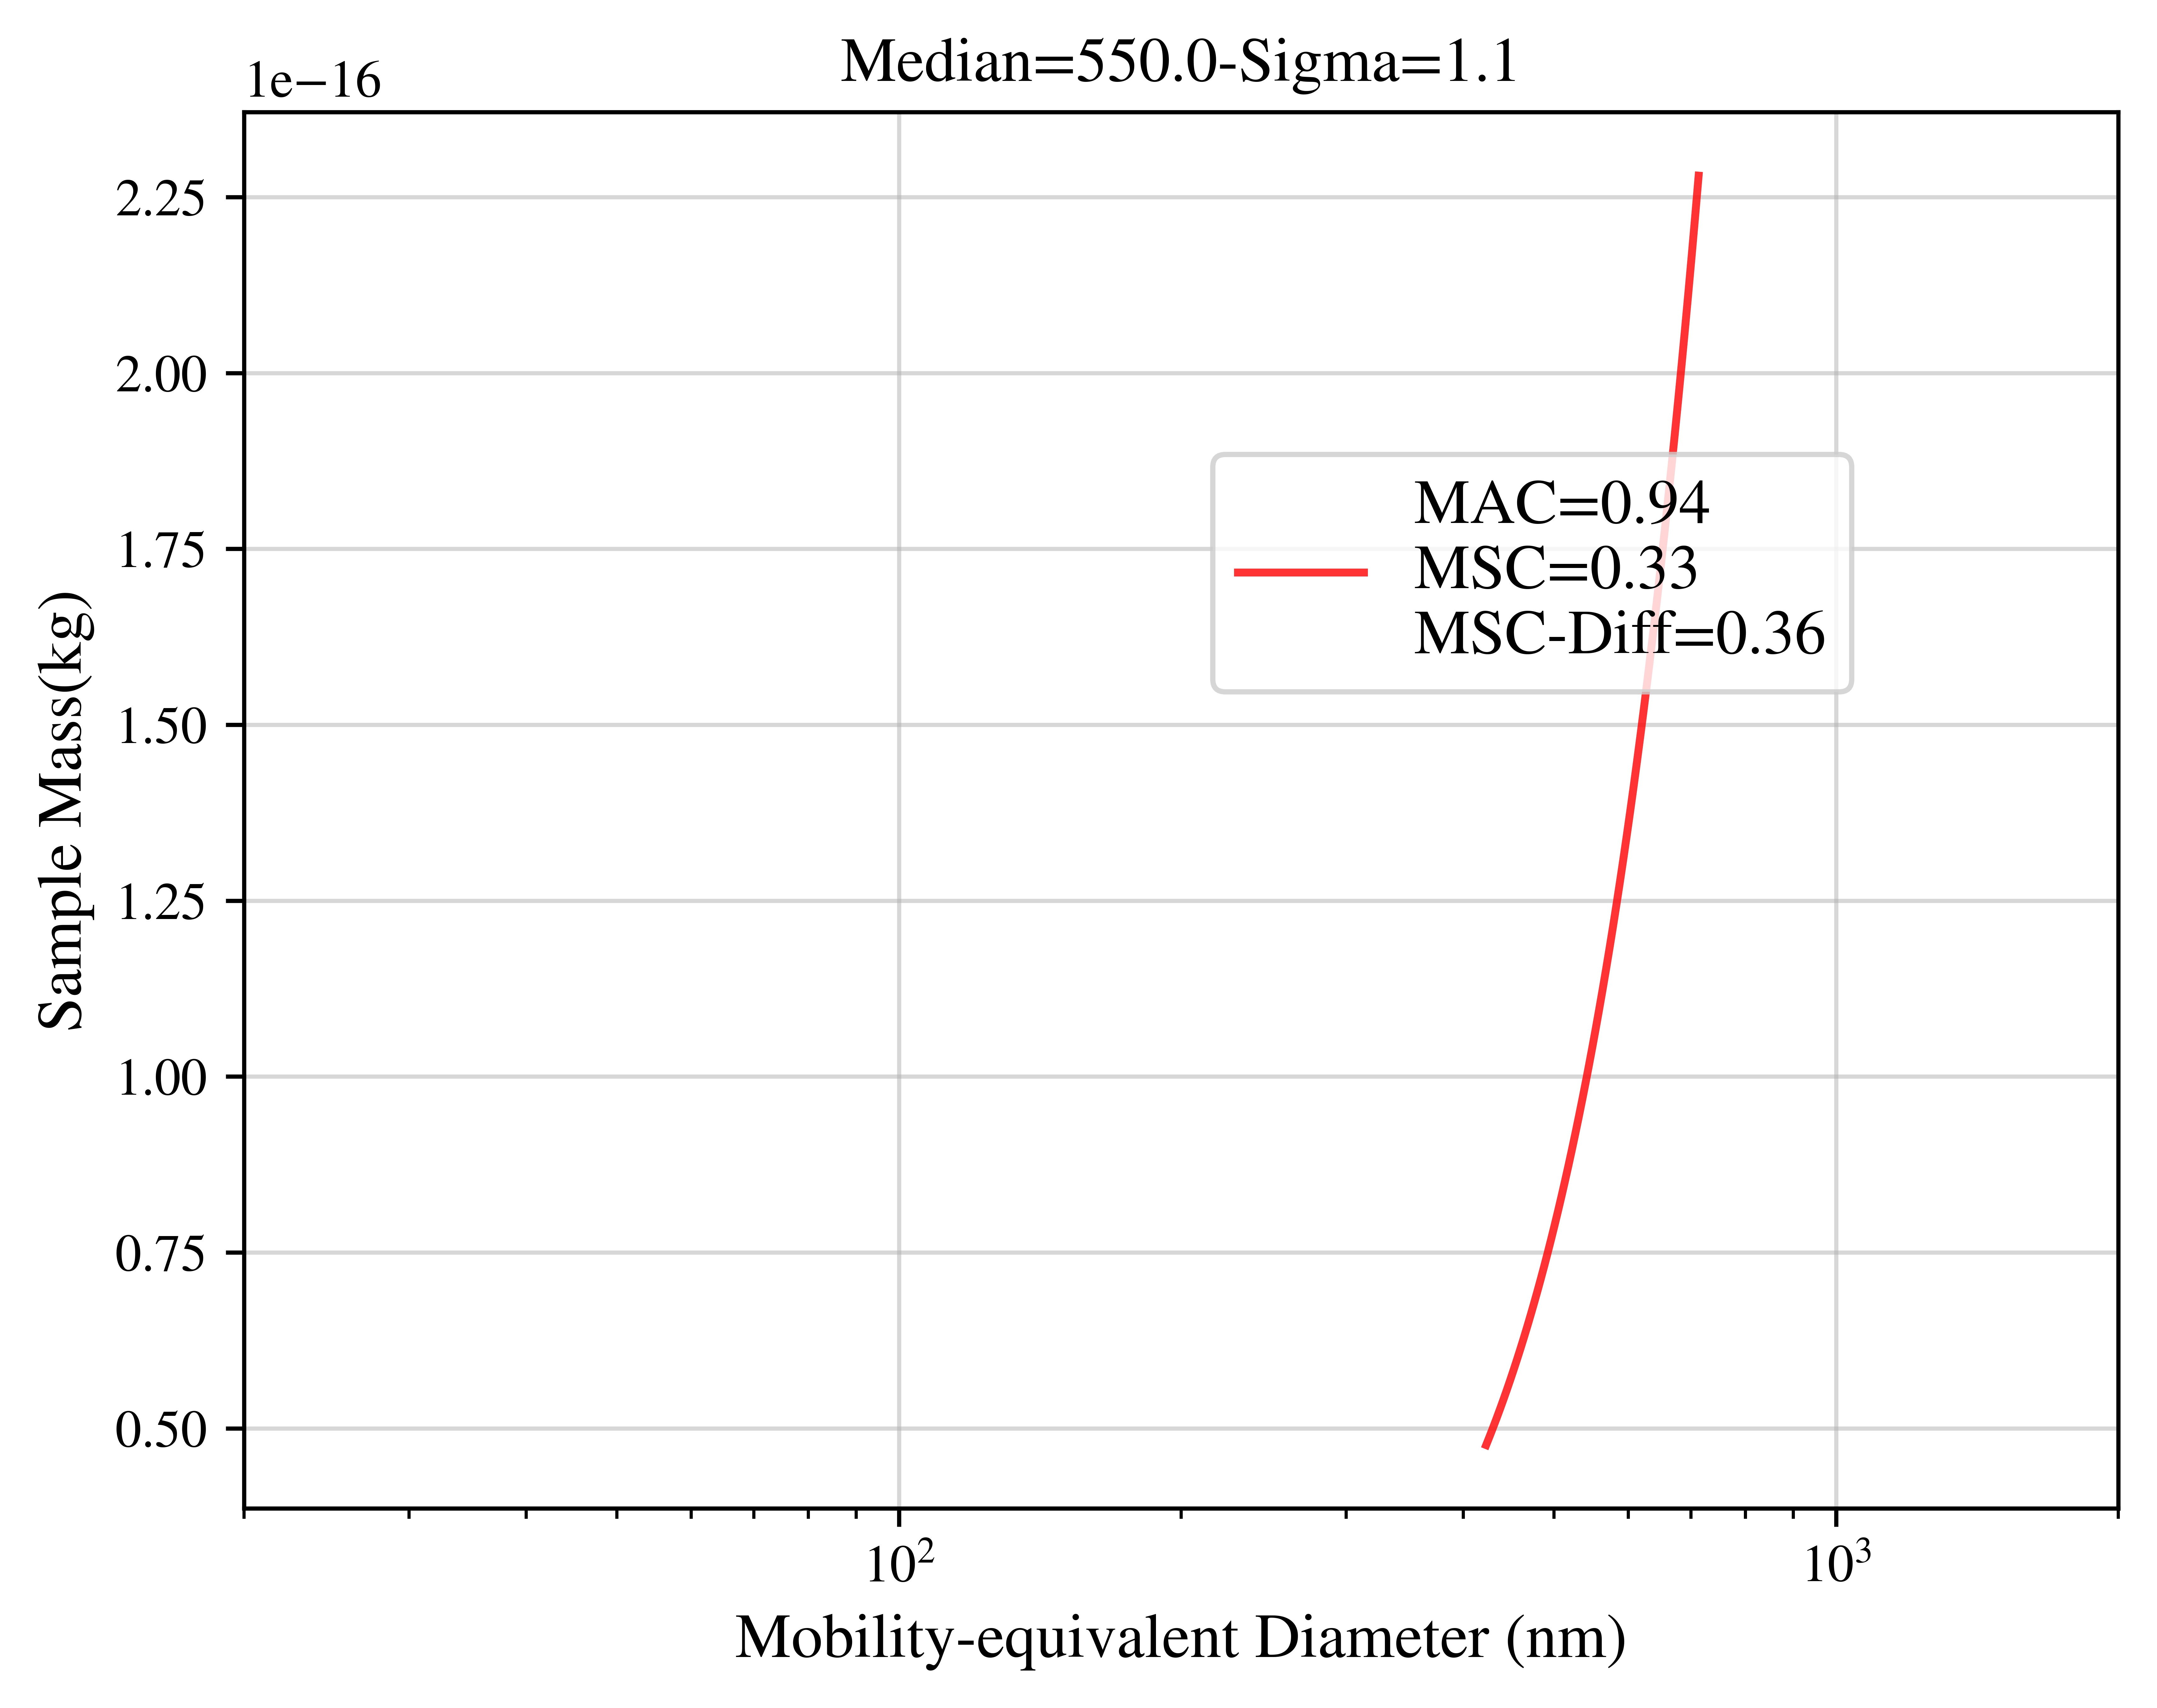 Median=550.0-Sigma=1.1
1e−16
2.25
2.00
1.75
1.50
1.25
1.00
0.75
0.50
Sample Mass(kg)
MAC=0.94
MSC=0.33
MSC-Diff=0.36
10²
10³
Mobility-equivalent Diameter (nm)